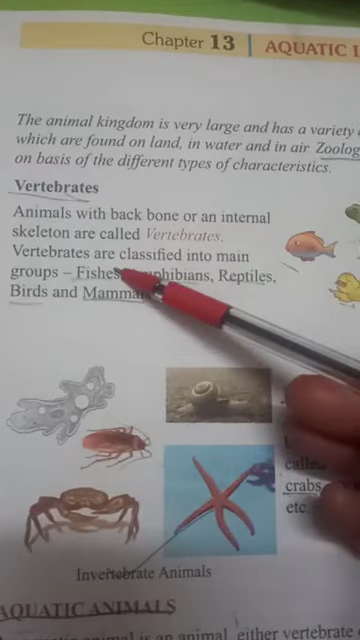 Chapter 13 AQUATIC
The animal kingdom is very large and has a variety
which are found on land, in water and in air
on basis of the different types of characteristics.
Vertebrates
Animals with back bone or an internal
skeleton are called Vertebrates.
Vertebrates are classified into main
groups – Fishes, Reptiles,
Birds and
called
crabs
etc.
Invertebrate Animals
AQUATIC ANIMALS
is an animal, either vertebrate